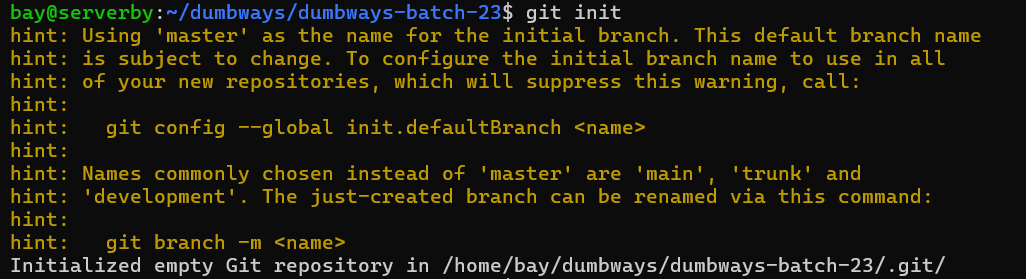 bay@serverby:~/dumbways/dumbways-batch-23$ git init
hint: Using 'master' as the name for the initial branch. This default branch name
hint: is subject to change. To configure the initial branch name to use in all
hint: of your new repositories, which will suppress this warning, call:
hint:
hint:   git config --global init.defaultBranch <name>
hint:
hint: Names commonly chosen instead of 'master' are 'main', 'trunk' and
hint: 'development'. The just-created branch can be renamed via this command:
hint:
hint:   git branch -m <name>
Initialized empty Git repository in /home/bay/dumbways/dumbways-batch-23/.git/